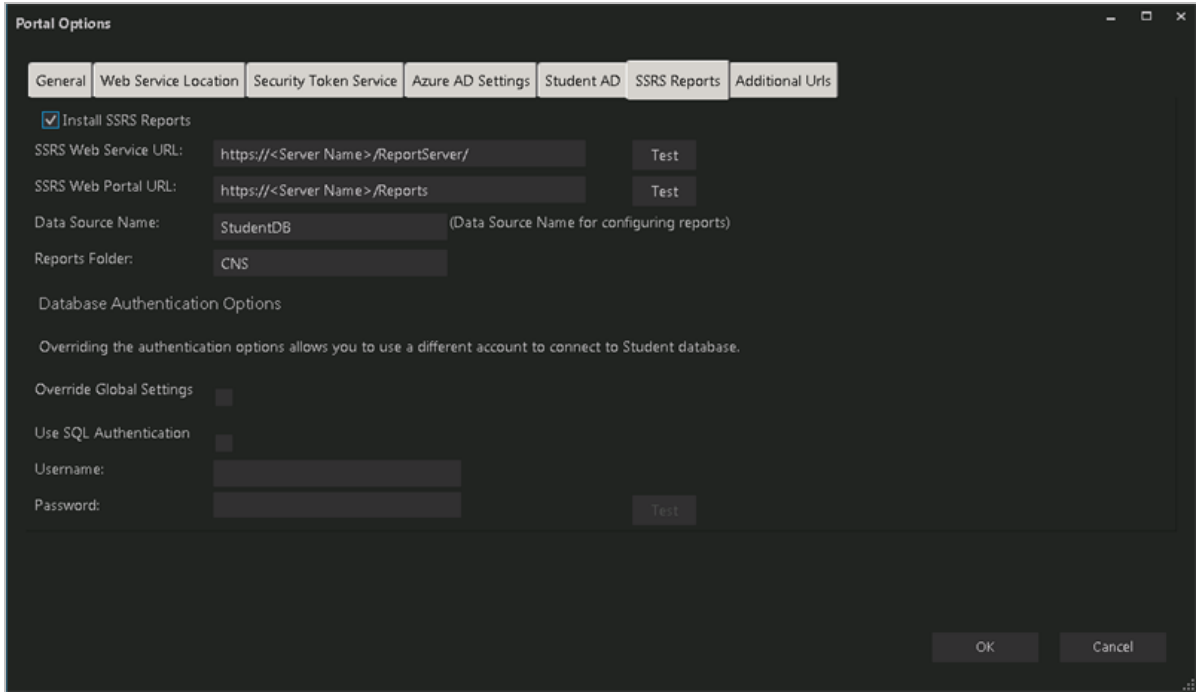 Portal Options
General Web Service Location Security Token Service Azure AD Settings Student AD SSRS Reports Additional Urls
Install SSRS Reports
SSRS Web Service URL: https://<Server Name>/ReportServer/ Test
SSRS Web Portal URL: https://<Server Name>/Reports Test
Data Source Name: StudentDB (Data Source Name for configuring reports)
Reports Folder: CNS
Database Authentication Options
Overriding the authentication options allows you to use a different account to connect to Student database.
Override Global Settings
Use SQL Authentication
Username:
Password: Test
OK Cancel